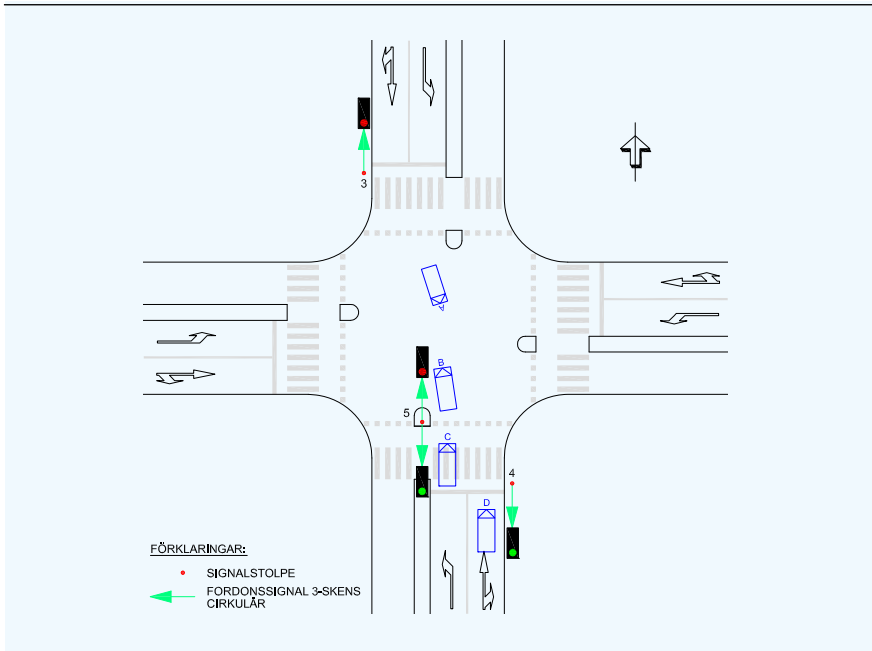 3
A
B
5
C
4
D
FÖRKLARINGAR:
SIGNALSTOLPE
FORDONSSIGNAL 3-SKENS
CIRKULÄR